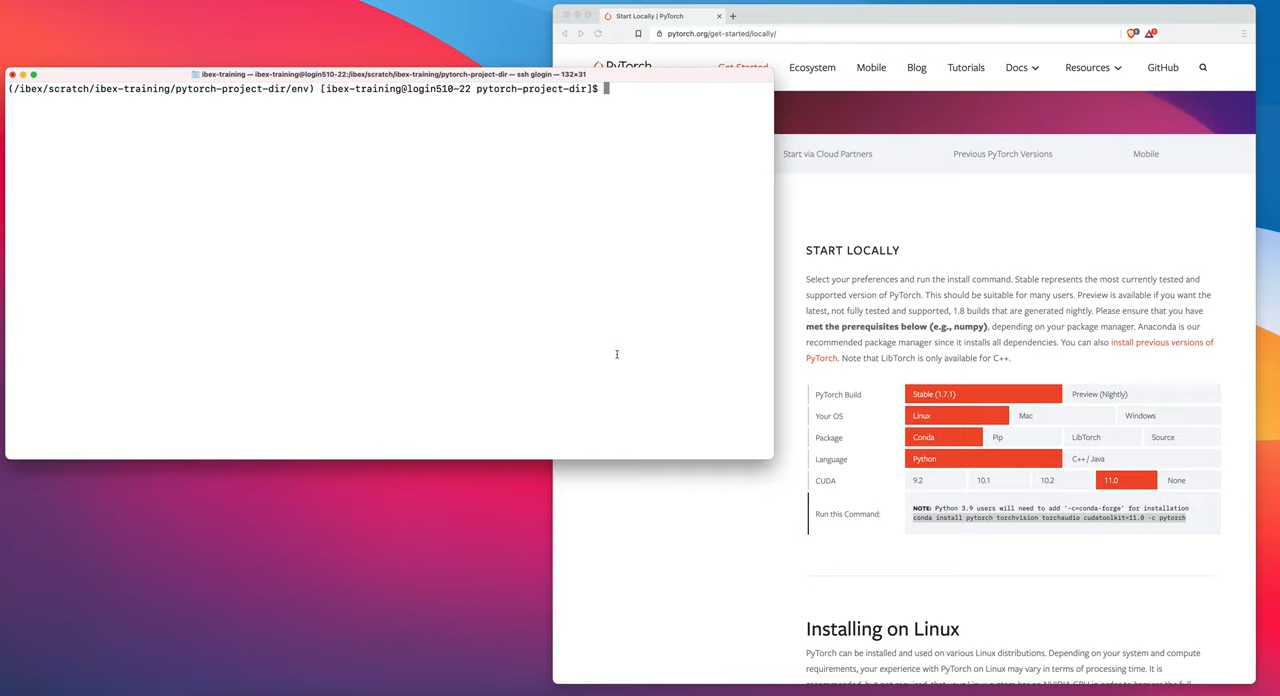 Start Locally | PyTorch
pytorch.org/get-started/locally/
PyTorch
Get Started
Ecosystem
Mobile
Blog
Tutorials
Docs
Resources
GitHub
ibex-training — ibex-training@login510-22:/ibex/scratch/ibex-training/pytorch-project-dir — ssh glogin — 132×31
(/ibex/scratch/ibex-training/pytorch-project-dir/env) [ibex-training@login510-22 pytorch-project-dir]$
Start via Cloud Partners
Previous PyTorch Versions
Mobile
START LOCALLY
Select your preferences and run the install command. Stable represents the most currently tested and
supported version of PyTorch. This should be suitable for many users. Preview is available if you want the
latest, not fully tested and supported, 1.8 builds that are generated nightly. Please ensure that you have
met the prerequisites below (e.g., numpy), depending on your package manager. Anaconda is our
recommended package manager since it installs all dependencies. You can also install previous versions of
PyTorch. Note that LibTorch is only available for C++.
PyTorch Build
Stable (1.7.1)
Preview (Nightly)
Your OS
Linux
Mac
Windows
Package
Conda
Pip
LibTorch
Source
Language
Python
C++ / Java
CUDA
9.2
10.1
10.2
11.0
None
Run this Command:
NOTE: Python 3.9 users will need to add '-c=conda-forge' for installation
conda install pytorch torchvision torchaudio cudatoolkit=11.0 -c pytorch
Installing on Linux
PyTorch can be installed and used on various Linux distributions. Depending on your system and compute
requirements, your experience with PyTorch on Linux may vary in terms of processing time. It is